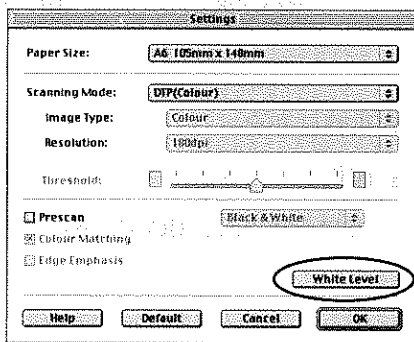 Settings
Paper Size: A6 105mm x 148mm
Scanning Mode: DTP(Colour)
Image Type: Colour
Resolution: 180dpi
Threshold:
Prescan Black & White
Colour Matching
Edge Emphasis
White Level
Help Default Cancel OK